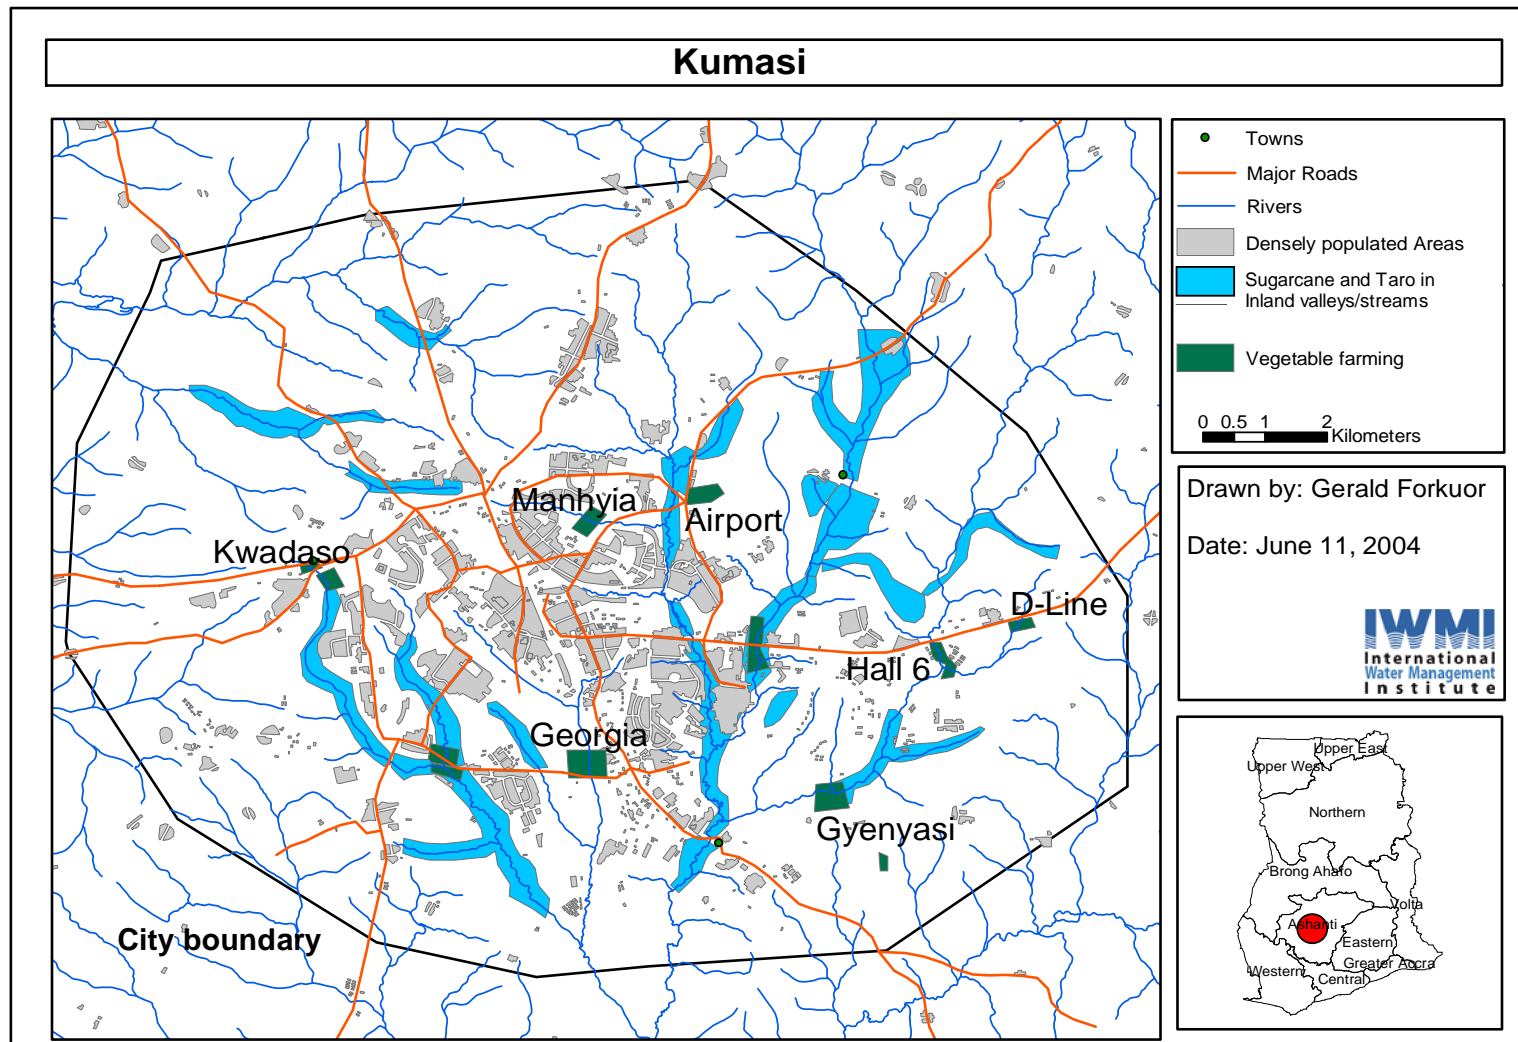 Kumasi
Manhyia
Airport
Kwadaso
D-Line
Hall 6
Georgia
Gyenyasi
City boundary
Towns
Major Roads
Rivers
Densely populated Areas
Sugarcane and Taro in
Inland valleys/streams
Vegetable farming
0 0.5 1 2
Kilometers
Drawn by: Gerald Forkuor
Date: June 11, 2004
IWMI
International
Water Management
Institute
Upper East
Upper West
Northern
Brong Ahafo
Volta
Ashanti
Eastern
Greater Accra
Western
Central